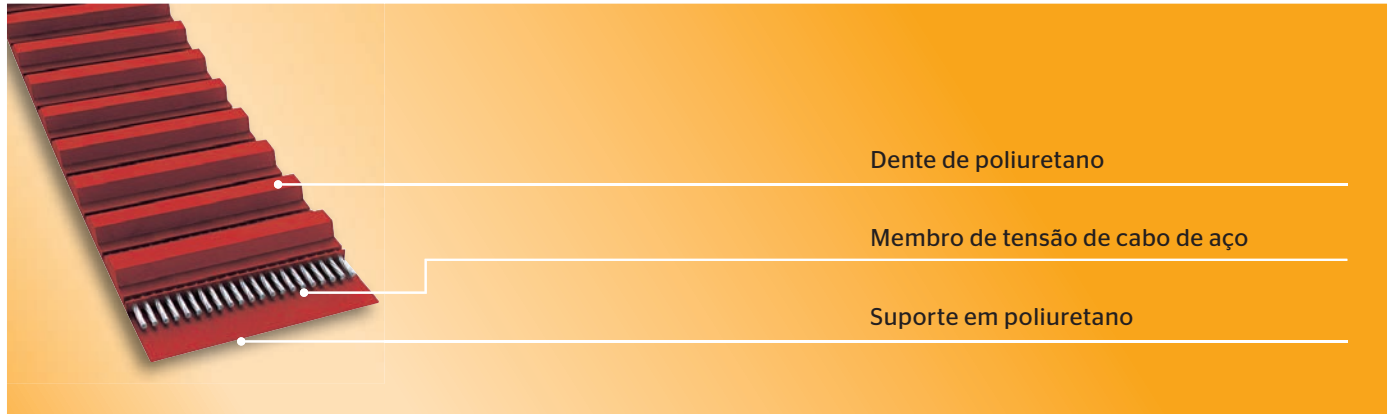 Dente de poliuretano
Membro de tensão de cabo de aço
Suporte em poliuretano